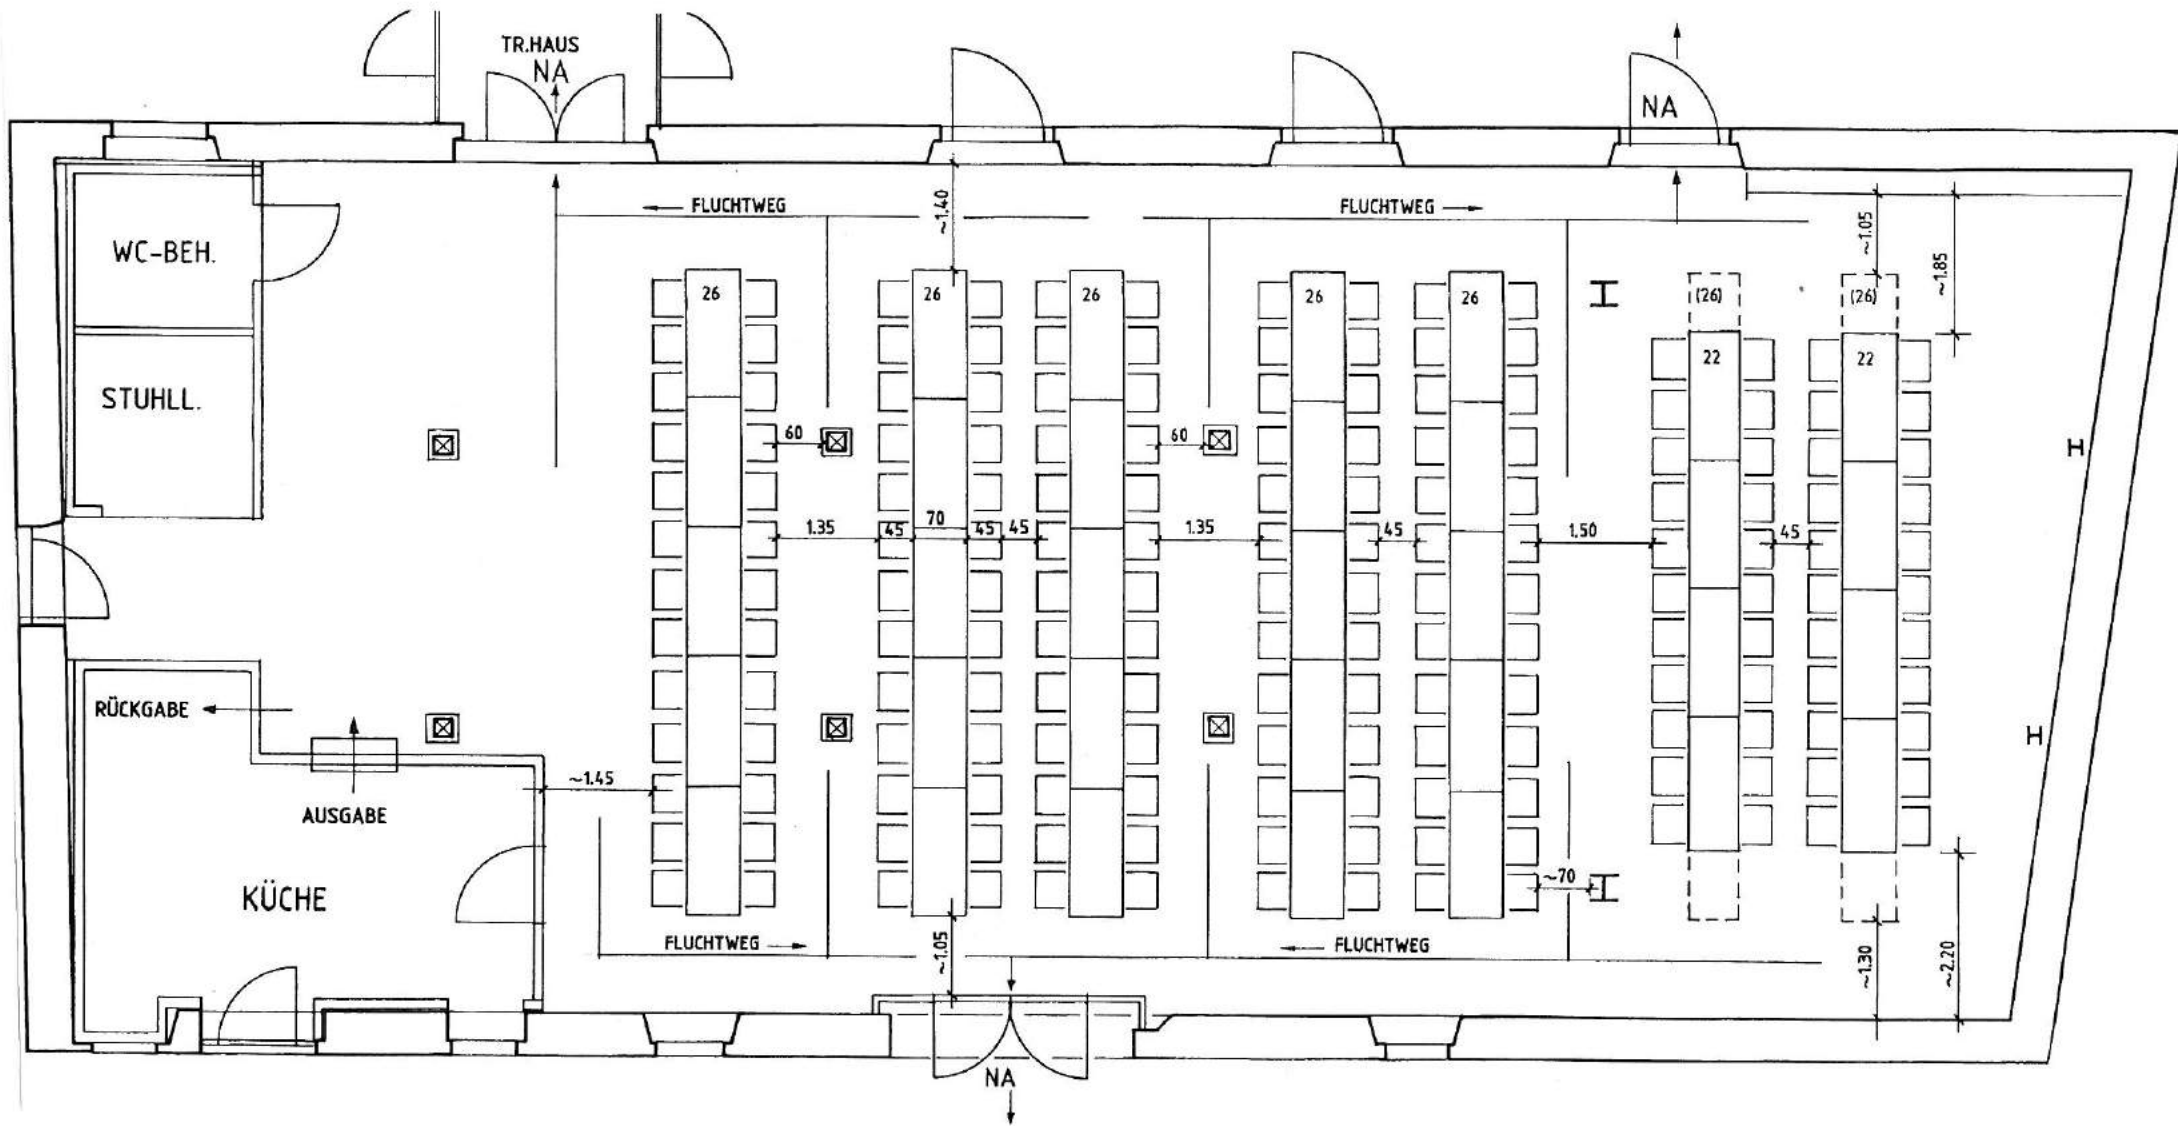 TR.HAUS
NA
NA
← FLUCHTWEG
~1.40
FLUCHTWEG →
~1.05
~1.85
WC-BEH.
26
26
26
26
26
(26)
(26)
22
22
STUHLL.
60
60
H
1.35
45
70
45
45
1.35
45
1.50
45
RÜCKGABE ←
H
~1.45
AUSGABE
KÜCHE
~70
FLUCHTWEG →
~1.05
← FLUCHTWEG
~1.30
~2.20
NA